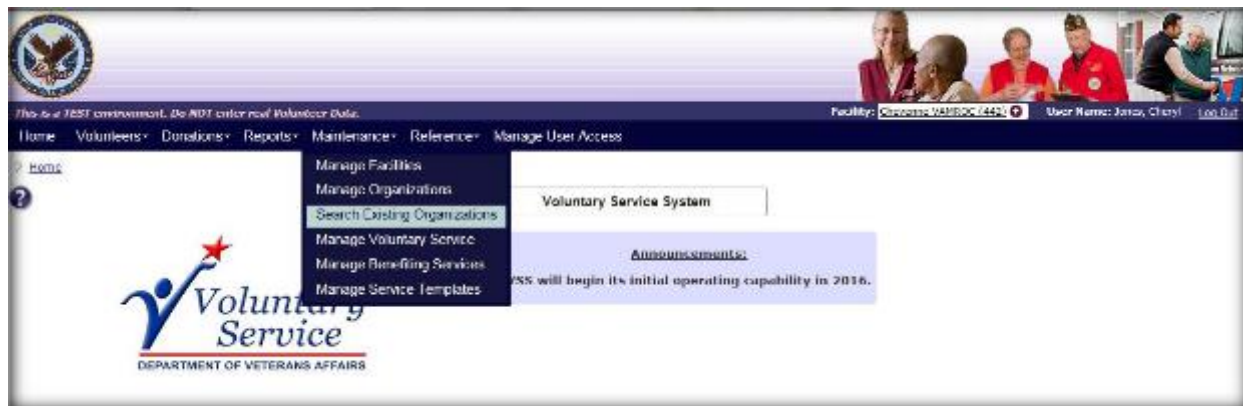 This is a TEST environment. Do NOT enter real Volunteer Data.
Facility: Cheyenne VAMROC (442)
User Name: Jones, Cheryl
Log Out
Home Volunteers Donations Reports Maintenance Reference Manage User Access
Home
Manage Facilities
Manage Organizations
Search Existing Organizations
Manage Voluntary Service
Manage Benefiting Services
Manage Service Templates
Voluntary Service System
Announcements:
VSS will begin its initial operating capability in 2016.
Voluntary
Service
DEPARTMENT OF VETERANS AFFAIRS